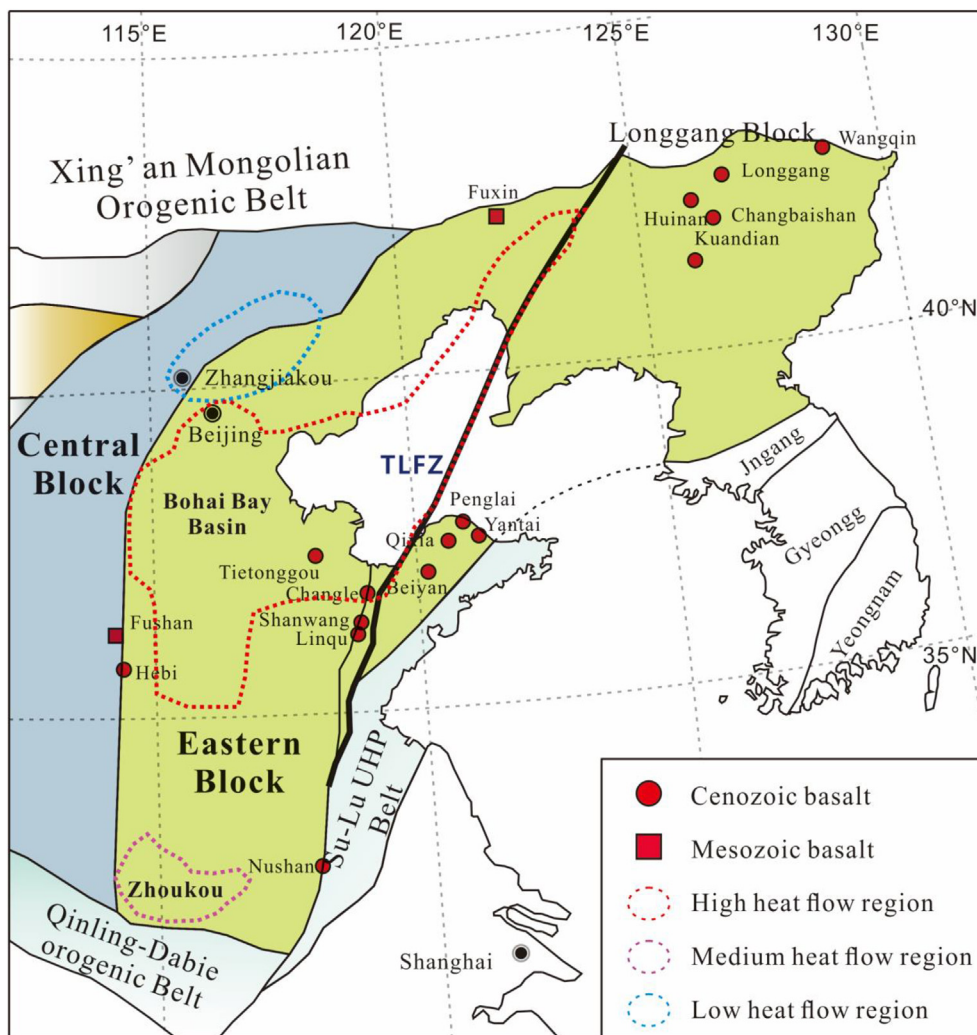 115°E
120°E
125°E
130°E
Longgang Block
Wangqin
Xing’ an Mongolian
Orogenic Belt
Fuxin
Longgang
Huinan
Changbaishan
Kuandian
40°N
Zhangjiakou
Beijing
Central
Block
TLFZ
Jngang
Bohai Bay
Basin
Penglai
Yantai
Qixia
Gyeongg
Tietonggou
Changle
Beiyan
Fushan
Shanwang
Linqu
Yeongnam
35°N
Hebi
Eastern
Block
Su-Lu UHP
Belt
Nushan
Zhoukou
Qinling-Dabie
orogenic Belt
Shanghai
Cenozoic basalt
Mesozoic basalt
High heat flow region
Medium heat flow region
Low heat flow region